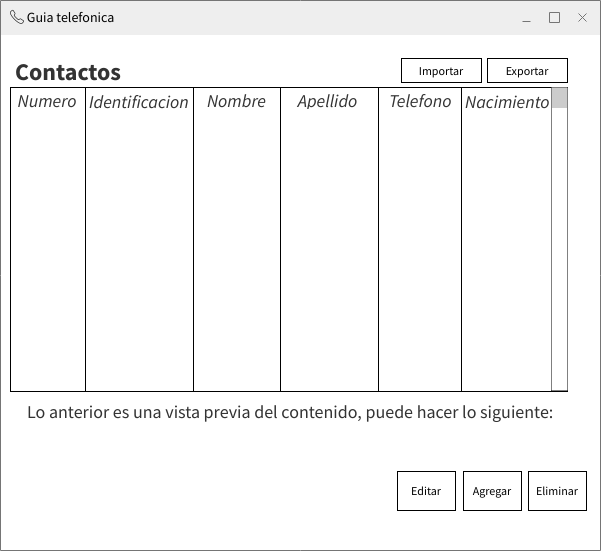 Guia telefonica
Contactos
Importar
Exportar
Numero Identificacion Nombre Apellido Telefono Nacimiento
Lo anterior es una vista previa del contenido, puede hacer lo siguiente:
Editar
Agregar
Eliminar